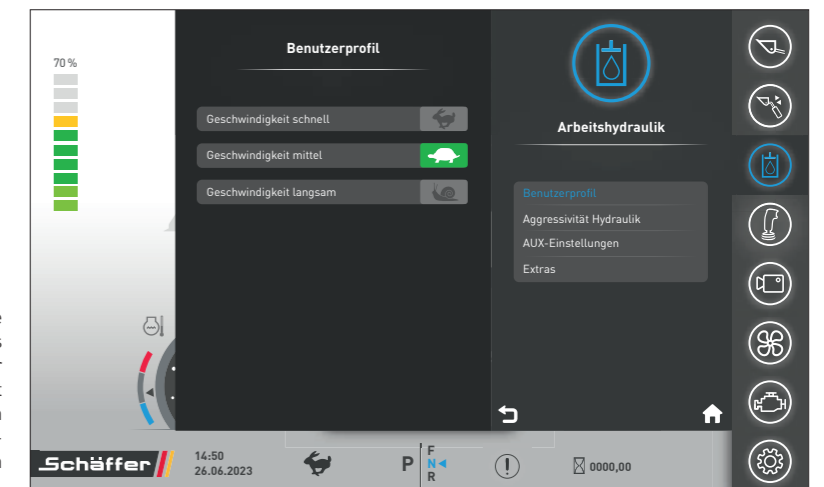 70 %
Benutzerprofil
Geschwindigkeit schnell
Geschwindigkeit mittel
Geschwindigkeit langsam
Arbeitshydraulik
Benutzerprofil
Aggressivität Hydraulik
AUX-Einstellungen
Extras
Schäffer
14:50
26.06.2023
P
F
N
R
0000,00